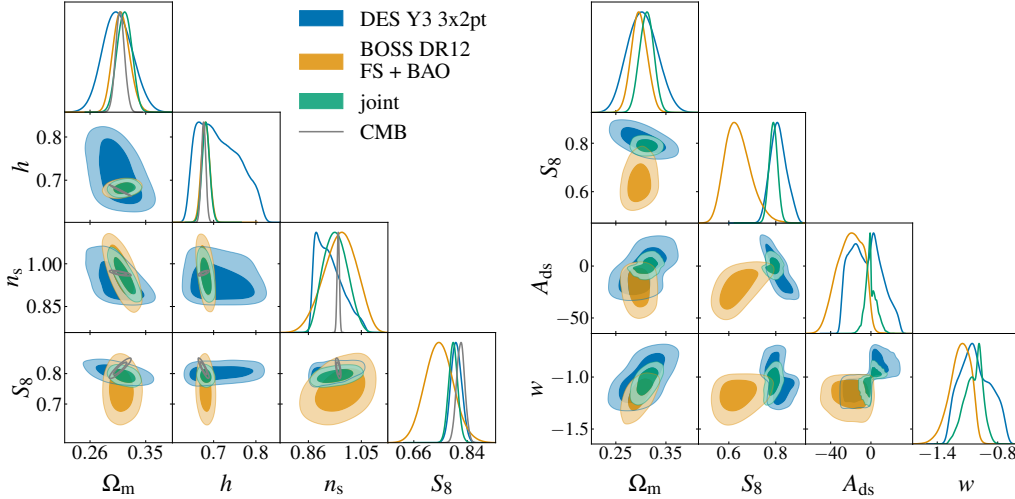 DES Y3 3x2pt
BOSS DR12
FS + BAO
joint
CMB
0.8
0.7
h
1.00
0.85
n_s
0.8
0.7
S_8
0.26 0.35
0.7 0.8
0.86 1.05
0.66 0.84
Ω_m
h
n_s
S_8
0.8
0.6
S_8
0
−50
A_ds
−1.0
−1.5
w
0.25 0.35
0.6 0.8
−40 0
−1.4 −0.8
Ω_m
S_8
A_ds
w